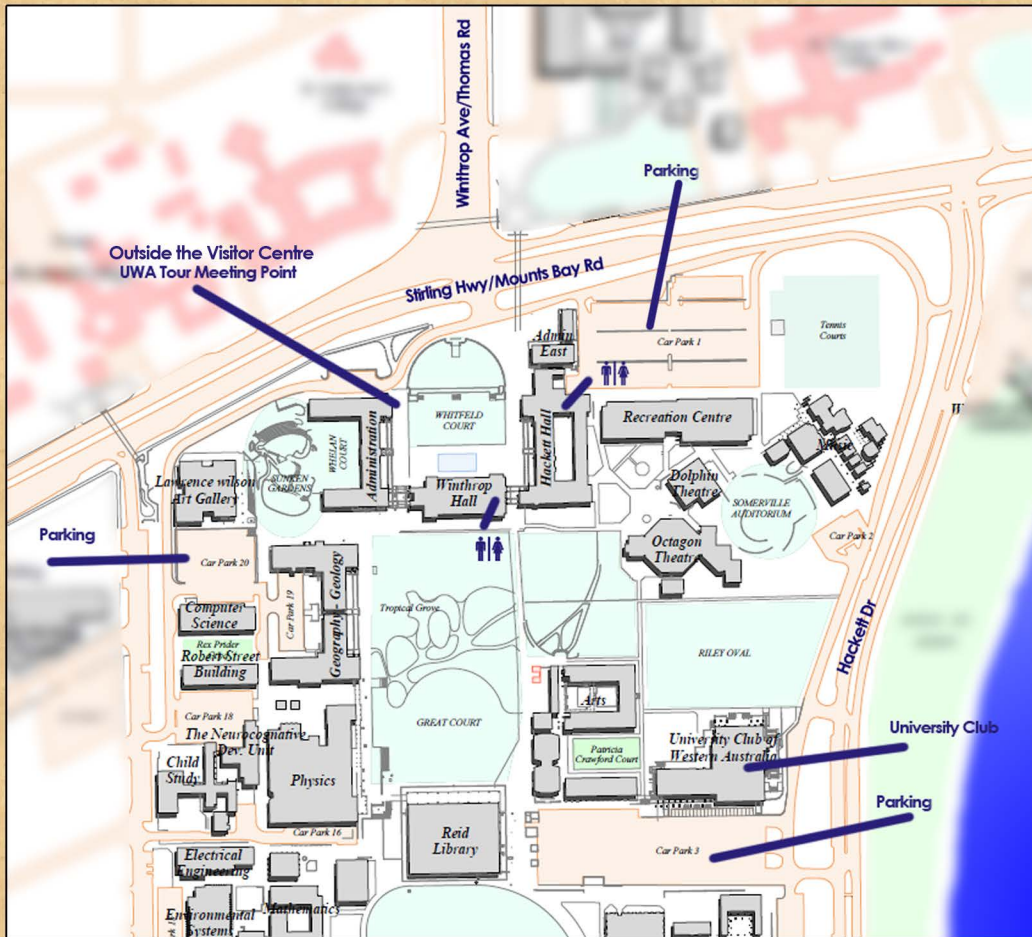 Winthrop Ave/Thomas Rd
Parking
Outside the Visitor Centre
UWA Tour Meeting Point
Stirling Hwy/Mounts Bay Rd
Admin
East
Car Park 1
Tennis
Courts
WHITFELD
COURT
Administration
WHELAN
COURT
SUNKEN
GARDENS
Hackett Hall
Recreation Centre
Music
W
Lawrence wilson
Art Gallery
Winthrop
Hall
Dolphin
Theatre
SOMERVILLE
AUDITORIUM
Parking
Car Park 20
Octagon
Theatre
Car Park 2
Geography - Geology
Car Park 19
Computer
Science
Tropical Grove
Rex Prider
Robert Street
Building
RILEY OVAL
Hackett Dr
Car Park 18
The Neurocognative
Dev. Unit
GREAT COURT
Arts
University Club of
Western Australia
University Club
Child
Study
Physics
Patricia
Crawford Court
Parking
Car Park 16
Reid
Library
Car Park 3
Electrical
Engineering
Environmental
Systems
Mathematics